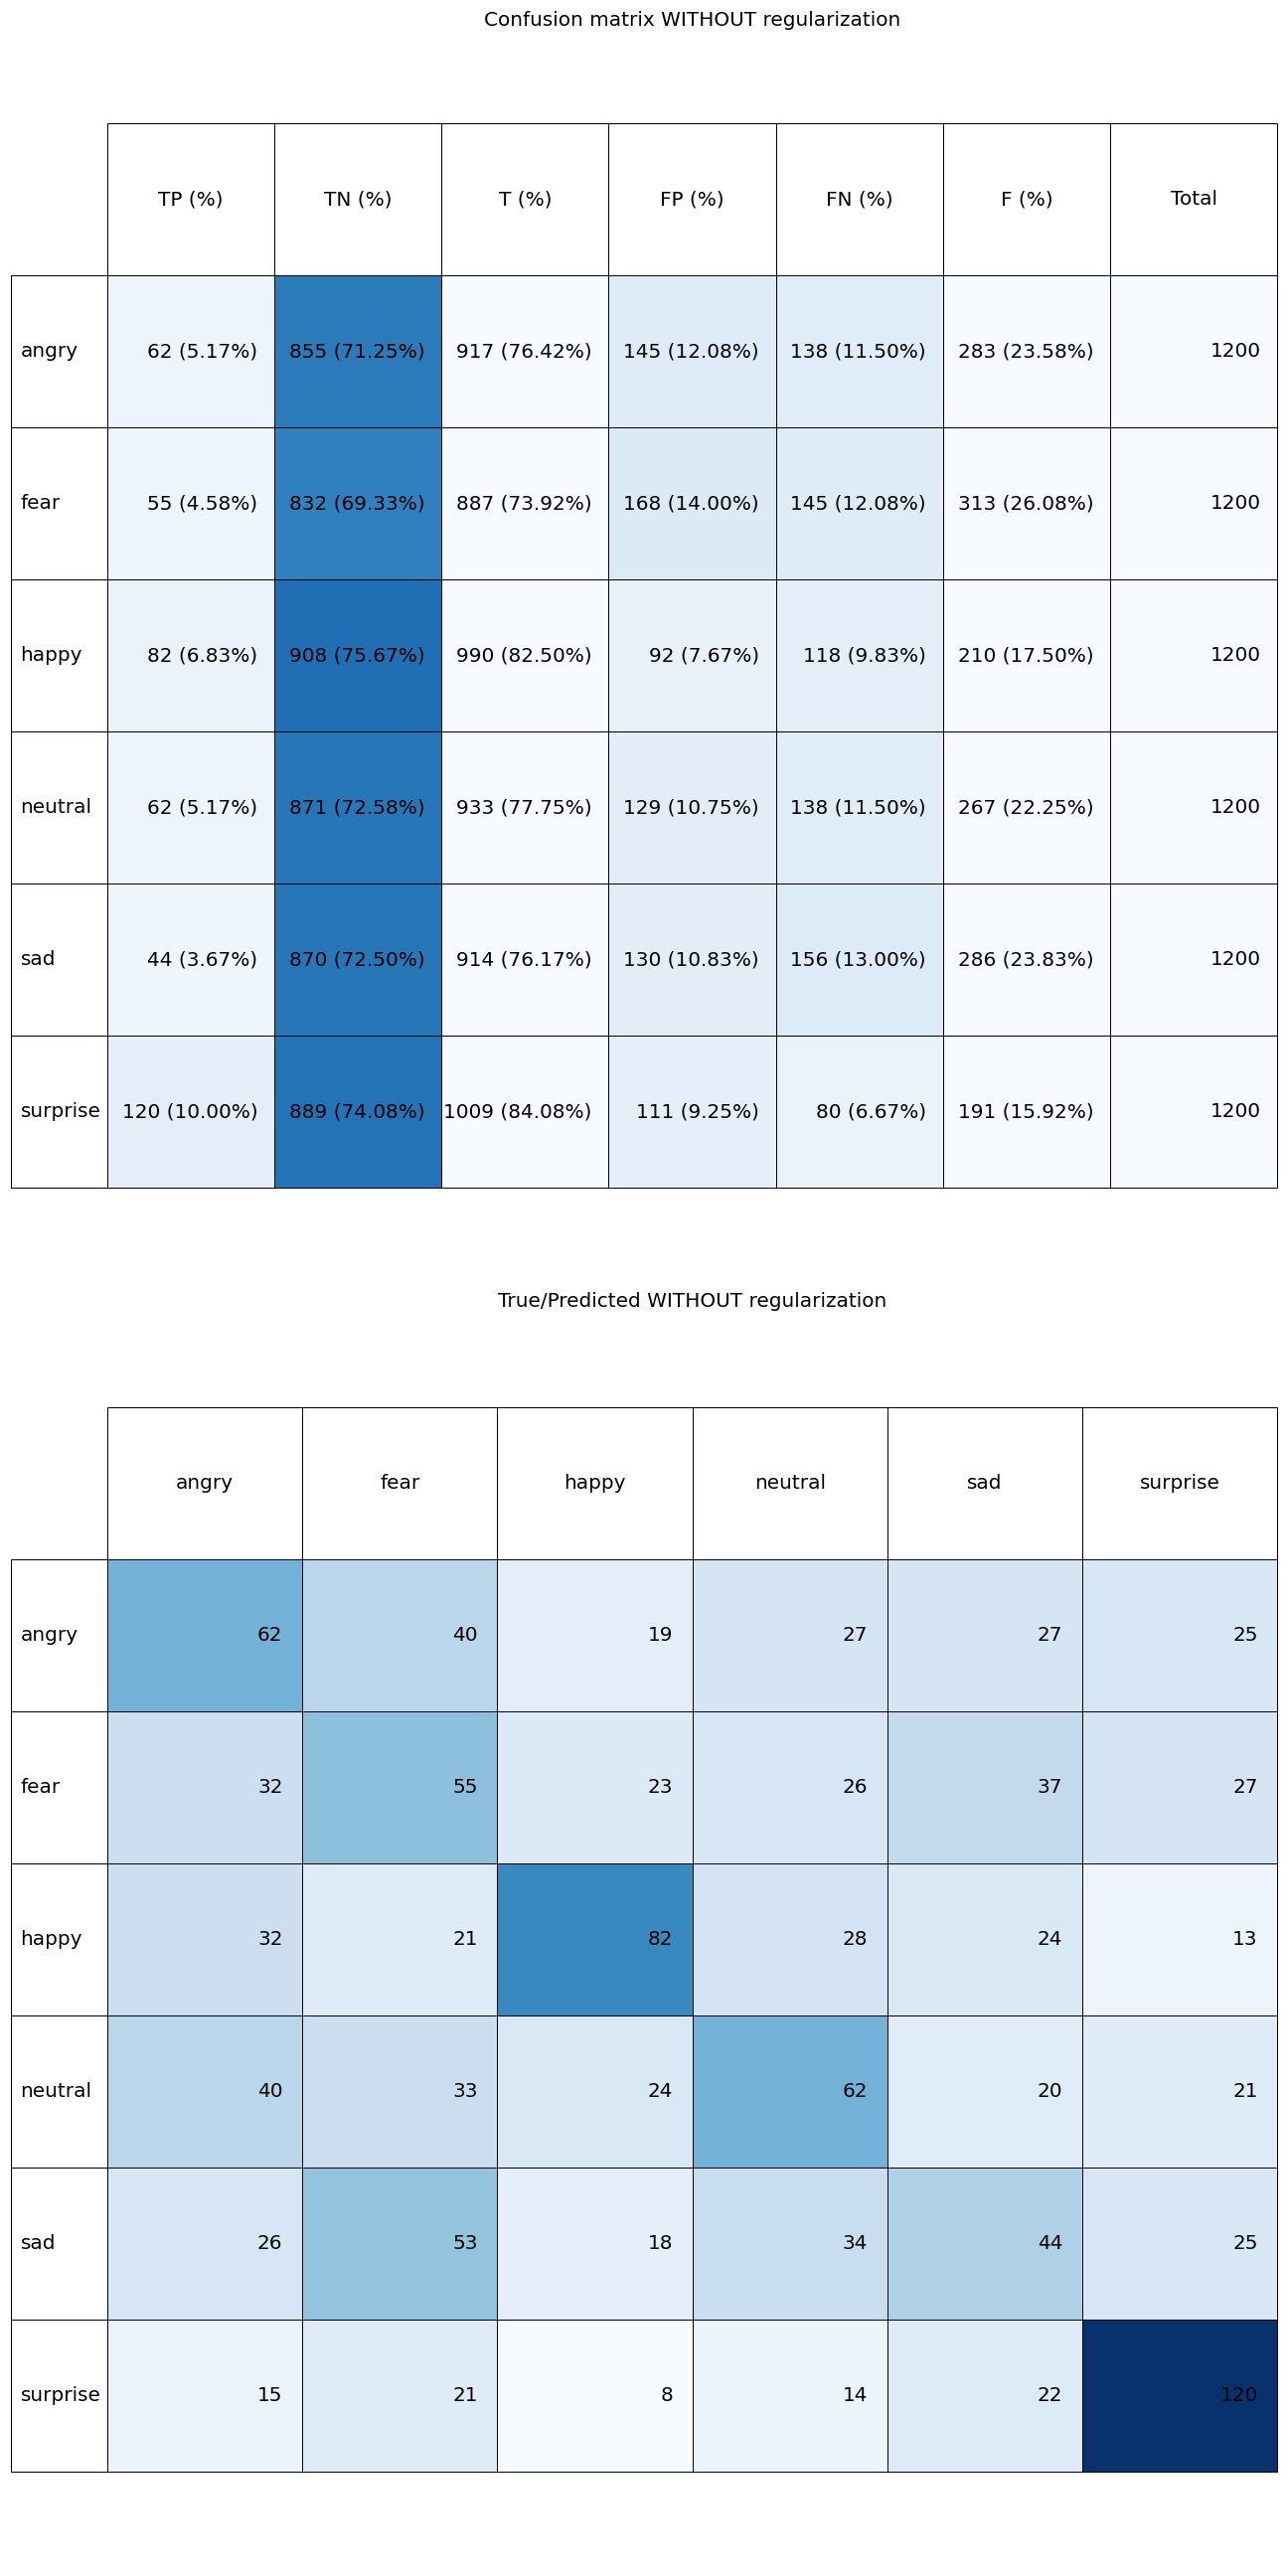 Confusion matrix WITHOUT regularization
TP (%) TN (%) T (%) FP (%) FN (%) F (%) Total
angry 62 (5.17%) 855 (71.25%) 917 (76.42%) 145 (12.08%) 138 (11.50%) 283 (23.58%) 1200
fear 55 (4.58%) 832 (69.33%) 887 (73.92%) 168 (14.00%) 145 (12.08%) 313 (26.08%) 1200
happy 82 (6.83%) 908 (75.67%) 990 (82.50%) 92 (7.67%) 118 (9.83%) 210 (17.50%) 1200
neutral 62 (5.17%) 871 (72.58%) 933 (77.75%) 129 (10.75%) 138 (11.50%) 267 (22.25%) 1200
sad 44 (3.67%) 870 (72.50%) 914 (76.17%) 130 (10.83%) 156 (13.00%) 286 (23.83%) 1200
surprise 120 (10.00%) 889 (74.08%) 1009 (84.08%) 111 (9.25%) 80 (6.67%) 191 (15.92%) 1200
True/Predicted WITHOUT regularization
angry fear happy neutral sad surprise
angry 62 40 19 27 27 25
fear 32 55 23 26 37 27
happy 32 21 82 28 24 13
neutral 40 33 24 62 20 21
sad 26 53 18 34 44 25
surprise 15 21 8 14 22 120